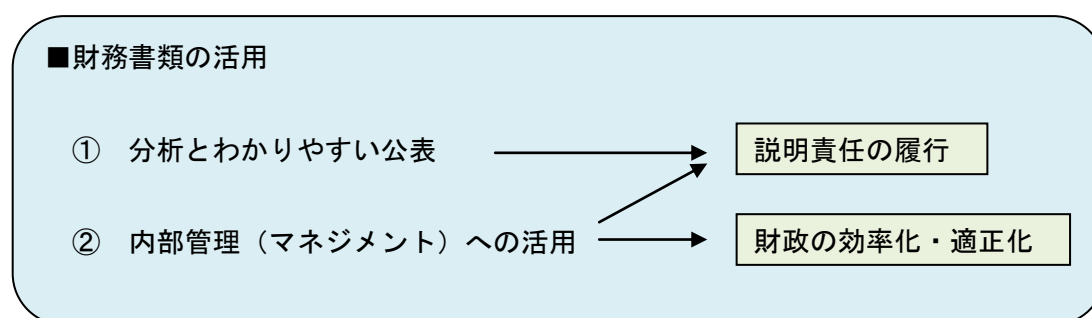 ■財務書類の活用
① 分析とわかりやすい公表
説明責任の履行
② 内部管理（マネジメント）への活用
財政の効率化・適正化